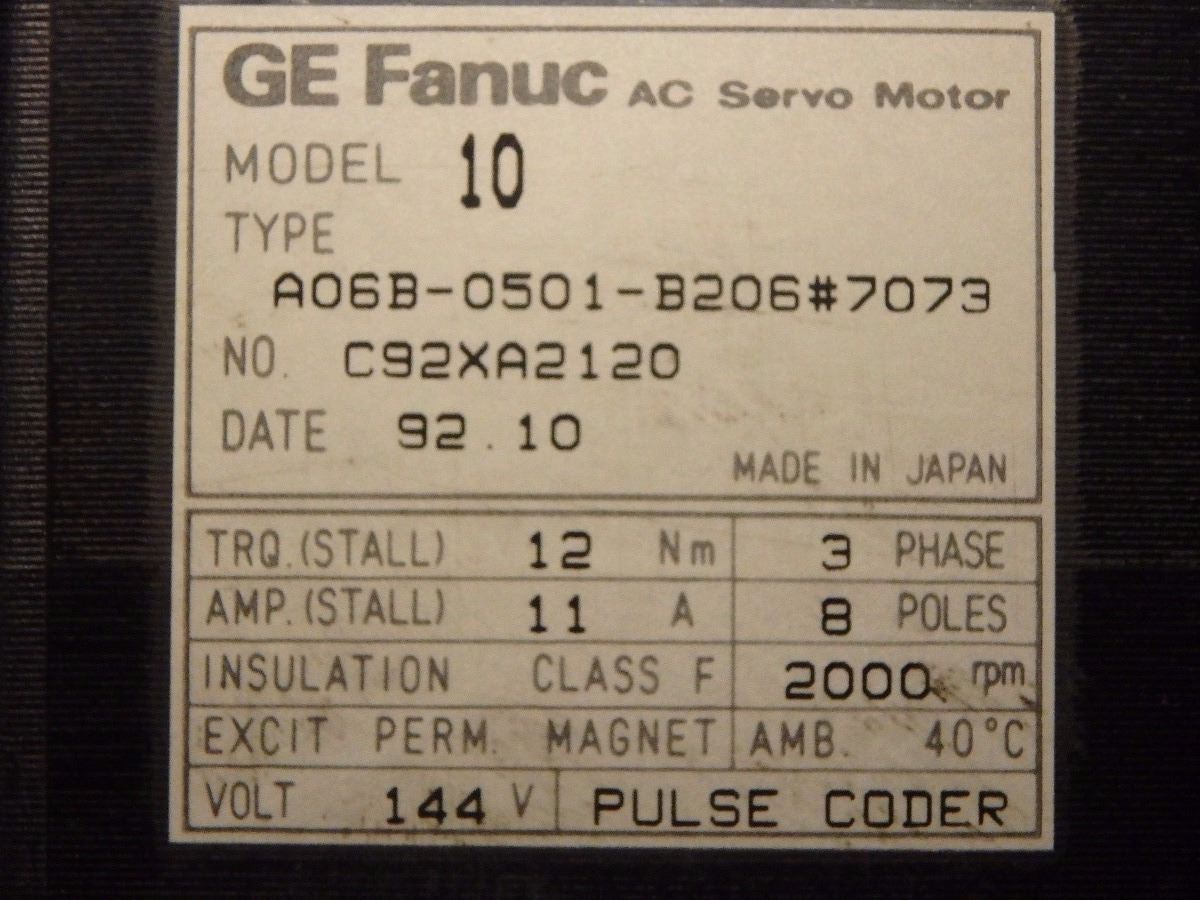 GE Fanuc AC Servo Motor
MODEL 10
TYPE
A06B-0501-B206#7073
NO. C92XA2120
DATE 92.10
MADE IN JAPAN
TRQ.(STALL) 12 Nm 3 PHASE
AMP.(STALL) 11 A 8 POLES
INSULATION CLASS F 2000 rpm
EXCIT PERM. MAGNET AMB. 40°C
VOLT 144 V PULSE CODER